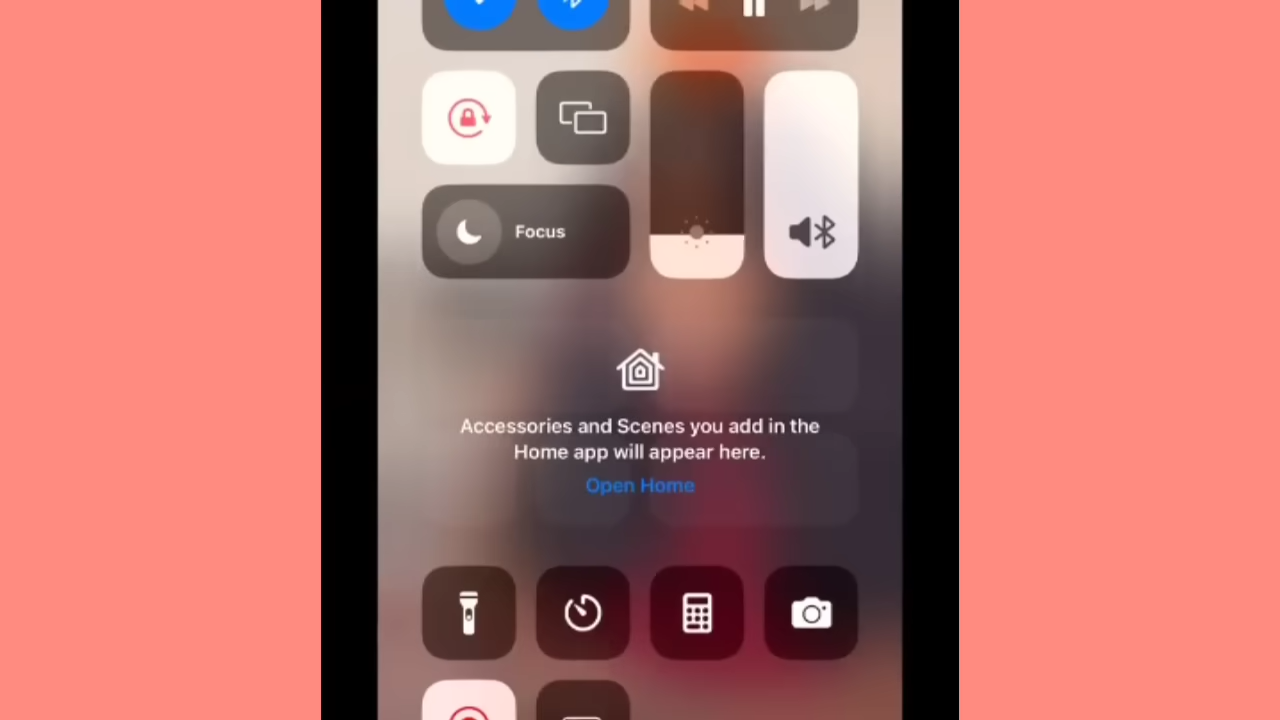 Focus
Accessories and Scenes you add in the
Home app will appear here.
Open Home